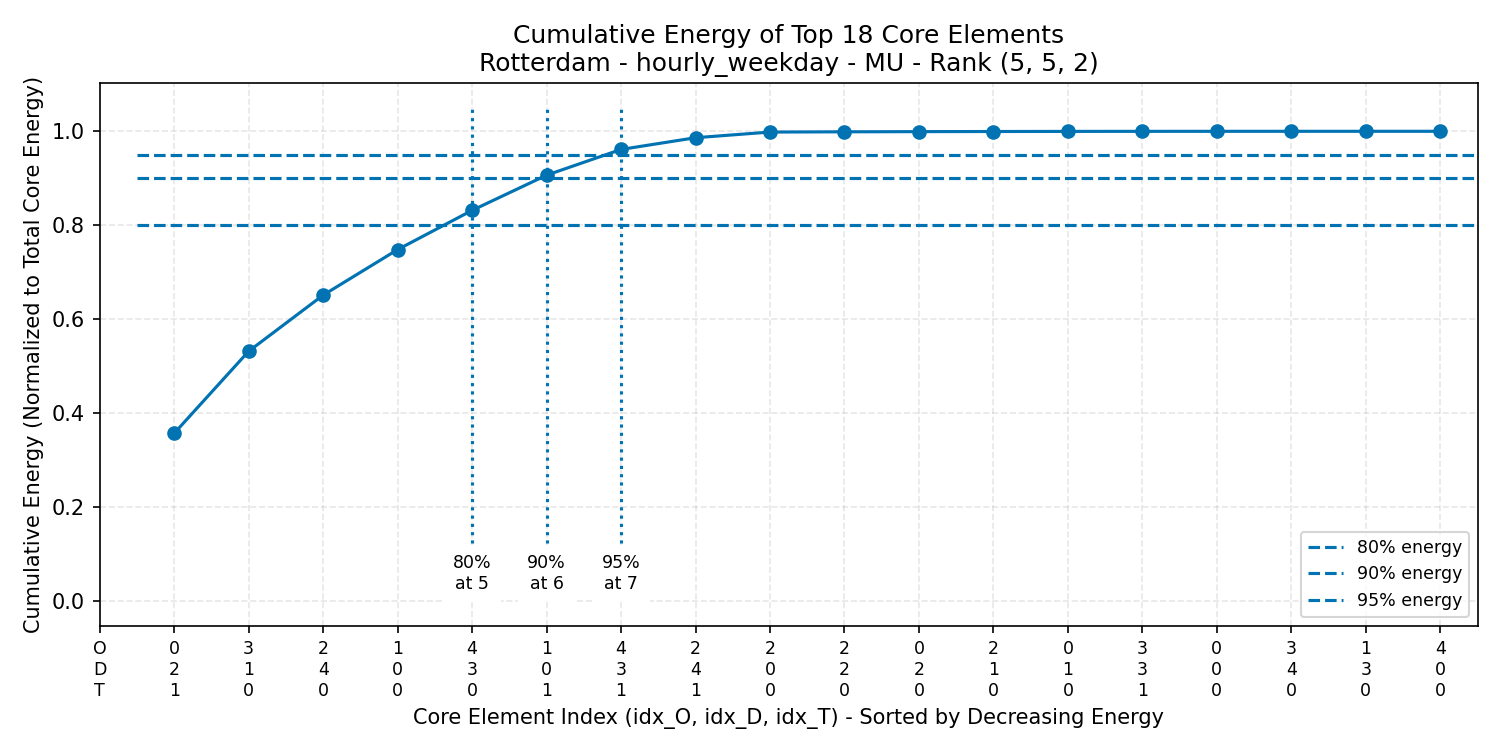 Cumulative Energy of Top 18 Core Elements
Rotterdam - hourly_weekday - MU - Rank (5, 5, 2)
Cumulative Energy (Normalized to Total Core Energy)
1.0
0.8
0.6
0.4
0.2
0.0
80% at 5
90% at 6
95% at 7
80% energy
90% energy
95% energy
O 0 3 2 1 4 1 4 2 2 2 0 2 0 3 0 3 1 4
D 2 1 4 0 3 0 3 4 0 2 2 1 1 3 0 4 3 0
T 1 0 0 0 0 1 1 1 0 0 0 0 0 1 0 0 0 0
Core Element Index (idx_O, idx_D, idx_T) - Sorted by Decreasing Energy